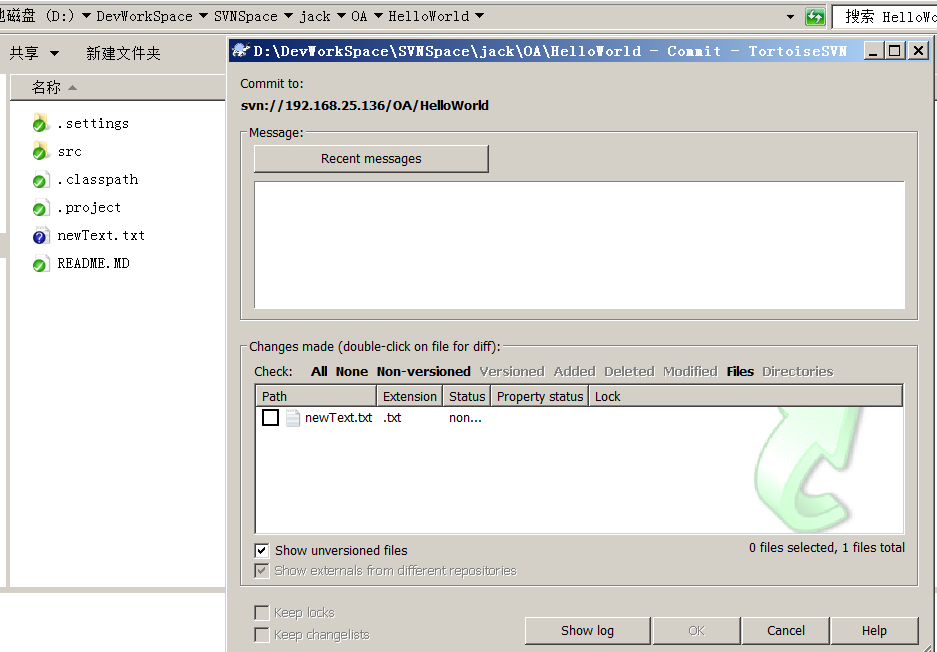 磁盘 (D:) DevWorkSpace SVNSpace jack OA HelloWorld
搜索 HelloWo
共享 新建文件夹
名称
.settings
src
.classpath
.project
newText.txt
README.MD
D:\DevWorkSpace\SVNSpace\jack\OA\HelloWorld - Commit - TortoiseSVN
Commit to:
svn://192.168.25.136/OA/HelloWorld
Message:
Recent messages
Changes made (double-click on file for diff):
Check: All None Non-versioned Versioned Added Deleted Modified Files Directories
Path Extension Status Property status Lock
newText.txt .txt non...
Show unversioned files
0 files selected, 1 files total
Show externals from different repositories
Keep locks
Keep changelists
Show log OK Cancel Help